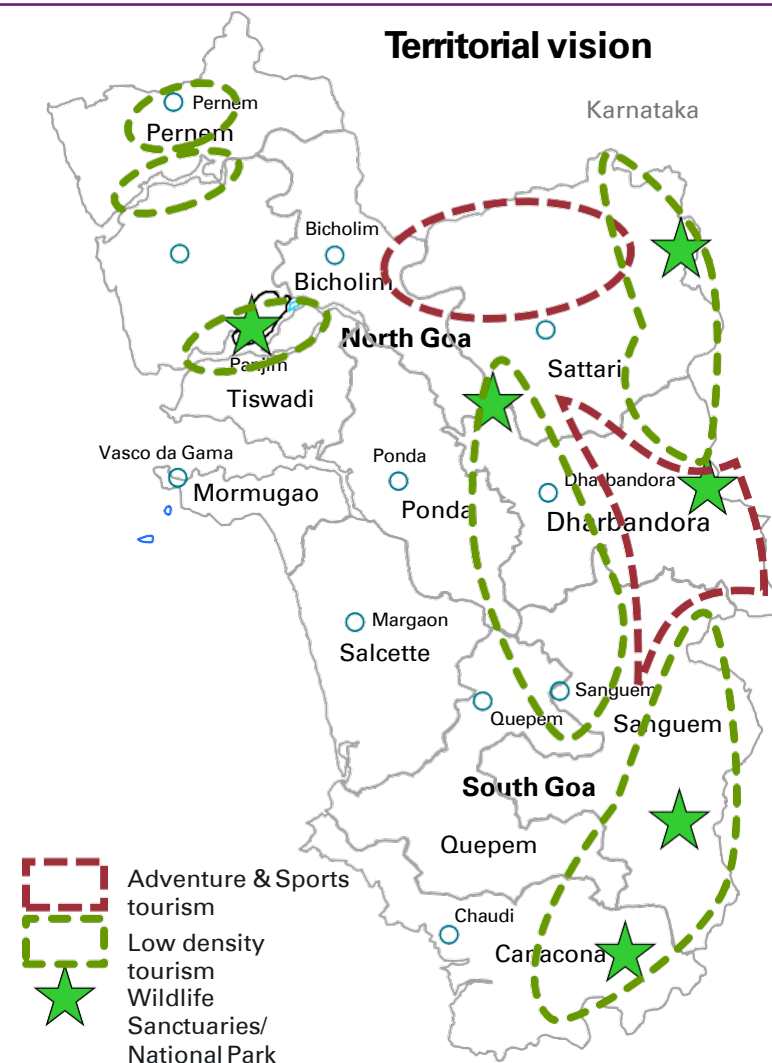 Territorial vision
Karnataka
Pernem
Pernem
Bicholim
Bicholim
North Goa
Sattari
Panjim
Tiswadi
Vasco da Gama
Mormugao
Ponda
Ponda
Dharbandora
Dharbandora
Margaon
Salcette
Sanguem
Quepem
Sanguem
South Goa
Quepem
Chaudi
Canacona
Adventure & Sports
tourism
Low density
tourism
Wildlife
Sanctuaries/
National Park